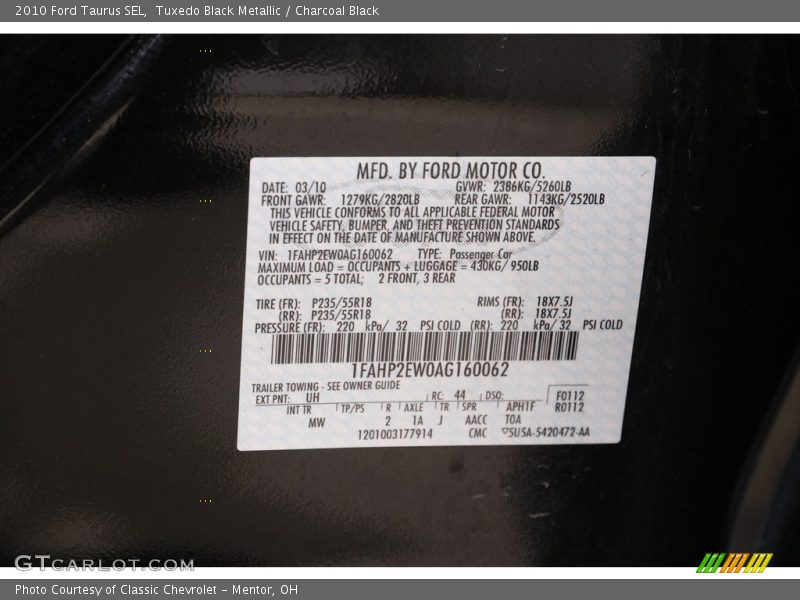 2010 Ford Taurus SEL, Tuxedo Black Metallic / Charcoal Black
MFD. BY FORD MOTOR CO.
DATE: 03/10 GVWR: 2386KG/5260LB
FRONT GAWR: 1279KG/2820LB REAR GAWR: 1143KG/2520LB
THIS VEHICLE CONFORMS TO ALL APPLICABLE FEDERAL MOTOR
VEHICLE SAFETY, BUMPER, AND THEFT PREVENTION STANDARDS
IN EFFECT ON THE DATE OF MANUFACTURE SHOWN ABOVE.
VIN: 1FAHP2EW0AG160062 TYPE: Passenger Car
MAXIMUM LOAD = OCCUPANTS + LUGGAGE = 430KG/ 950LB
OCCUPANTS = 5 TOTAL; 2 FRONT, 3 REAR
TIRE (FR): P235/55R18 RIMS (FR): 18X7.5J
(RR): P235/55R18 (RR): 18X7.5J
PRESSURE (FR): 220 kPa/ 32 PSI COLD (RR): 220 kPa/ 32 PSI COLD
1FAHP2EW0AG160062
TRAILER TOWING - SEE OWNER GUIDE
EXT PNT: UH RC: 44 DSO: F0112
INT TR TP/PS R AXLE TR SPR APH1F R0112
MW 2 1A J AACC T0A
1201003177914 CMC ▽5U5A-5420472-AA
GTCARLOT.COM
Photo Courtesy of Classic Chevrolet - Mentor, OH